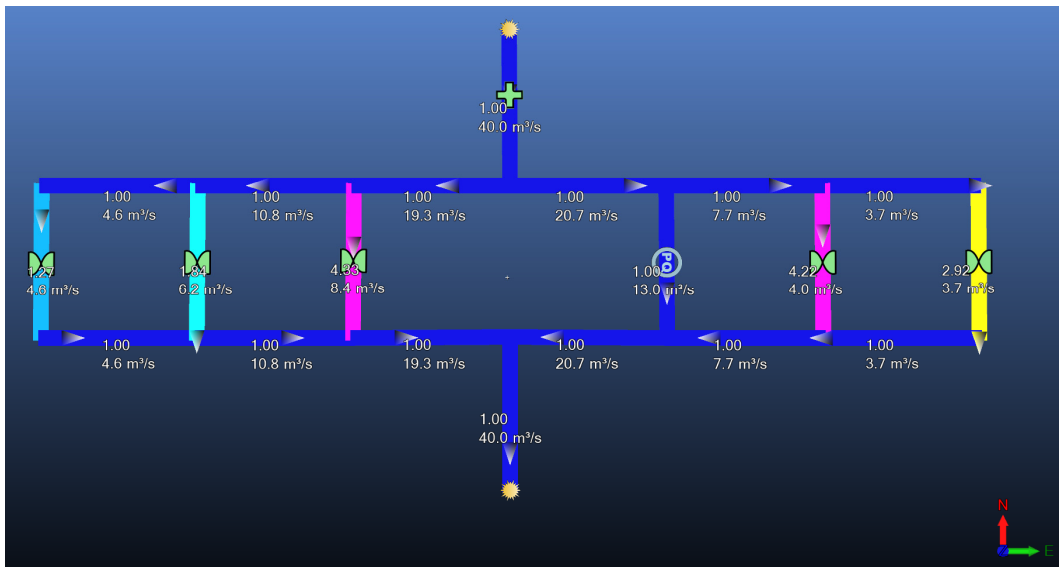 1.00
40.0 m³/s
1.00
4.6 m³/s
1.00
10.8 m³/s
1.00
19.3 m³/s
1.00
20.7 m³/s
1.00
7.7 m³/s
1.00
3.7 m³/s
1.27
4.6 m³/s
1.84
6.2 m³/s
4.33
8.4 m³/s
PQ
1.00
13.0 m³/s
4.22
4.0 m³/s
2.92
3.7 m³/s
1.00
4.6 m³/s
1.00
10.8 m³/s
1.00
19.3 m³/s
1.00
20.7 m³/s
1.00
7.7 m³/s
1.00
3.7 m³/s
1.00
40.0 m³/s
N
E